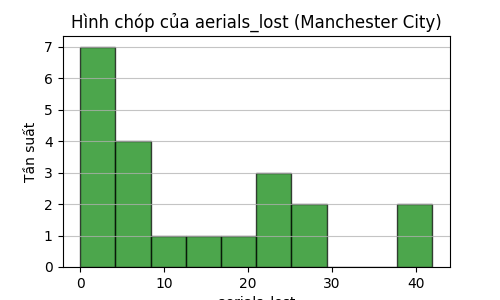 Hình chóp của aerials_lost (Manchester City)
7
6
5
4
3
2
1
0
Tần suất
0 10 20 30 40
aerials_lost